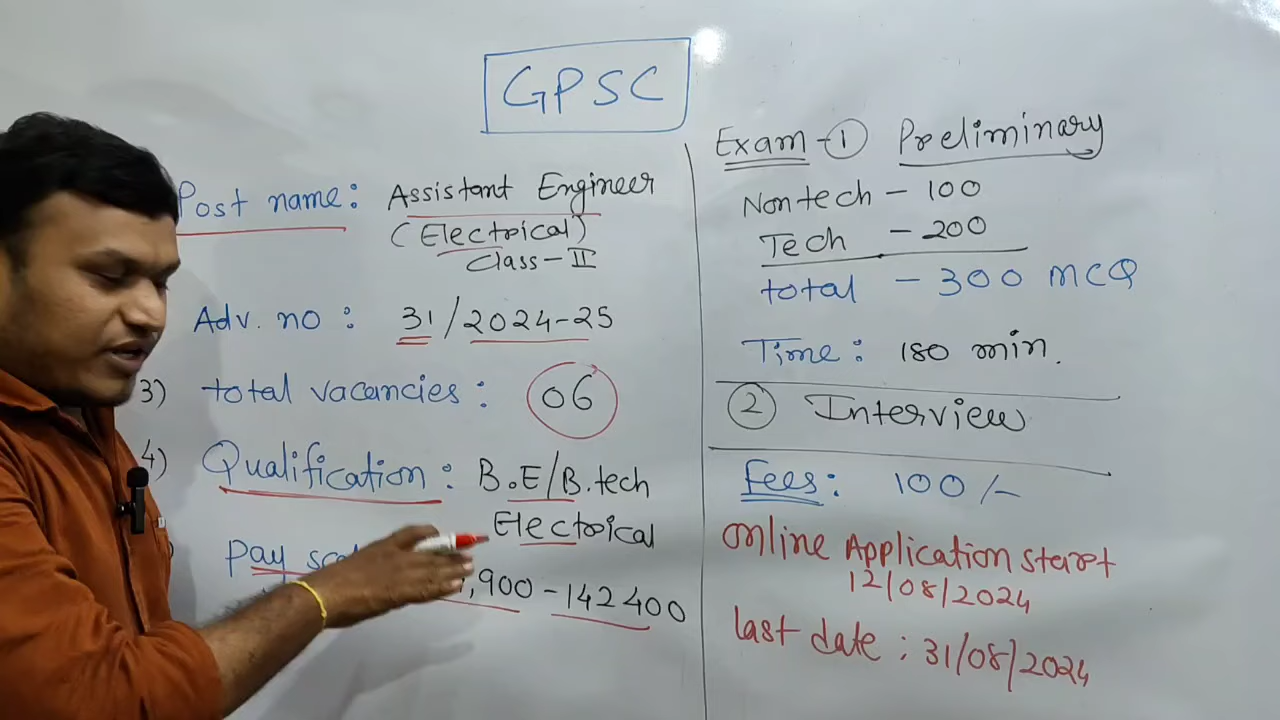 GPSC
Post name: Assistant Engineer
(Electrical)
Class-II
Adv. no : 31/2024-25
3) total vacancies: 06
4) Qualification: B.E/B.tech
Electrical
Pay
,900 - 142400
Exam-① Preliminary
Nontech - 100
Tech - 200
total - 300 MCQ
Time: 180 min.
② Interview
Fees: 100/-
online Application start
12/08/2024
last date : 31/08/2024